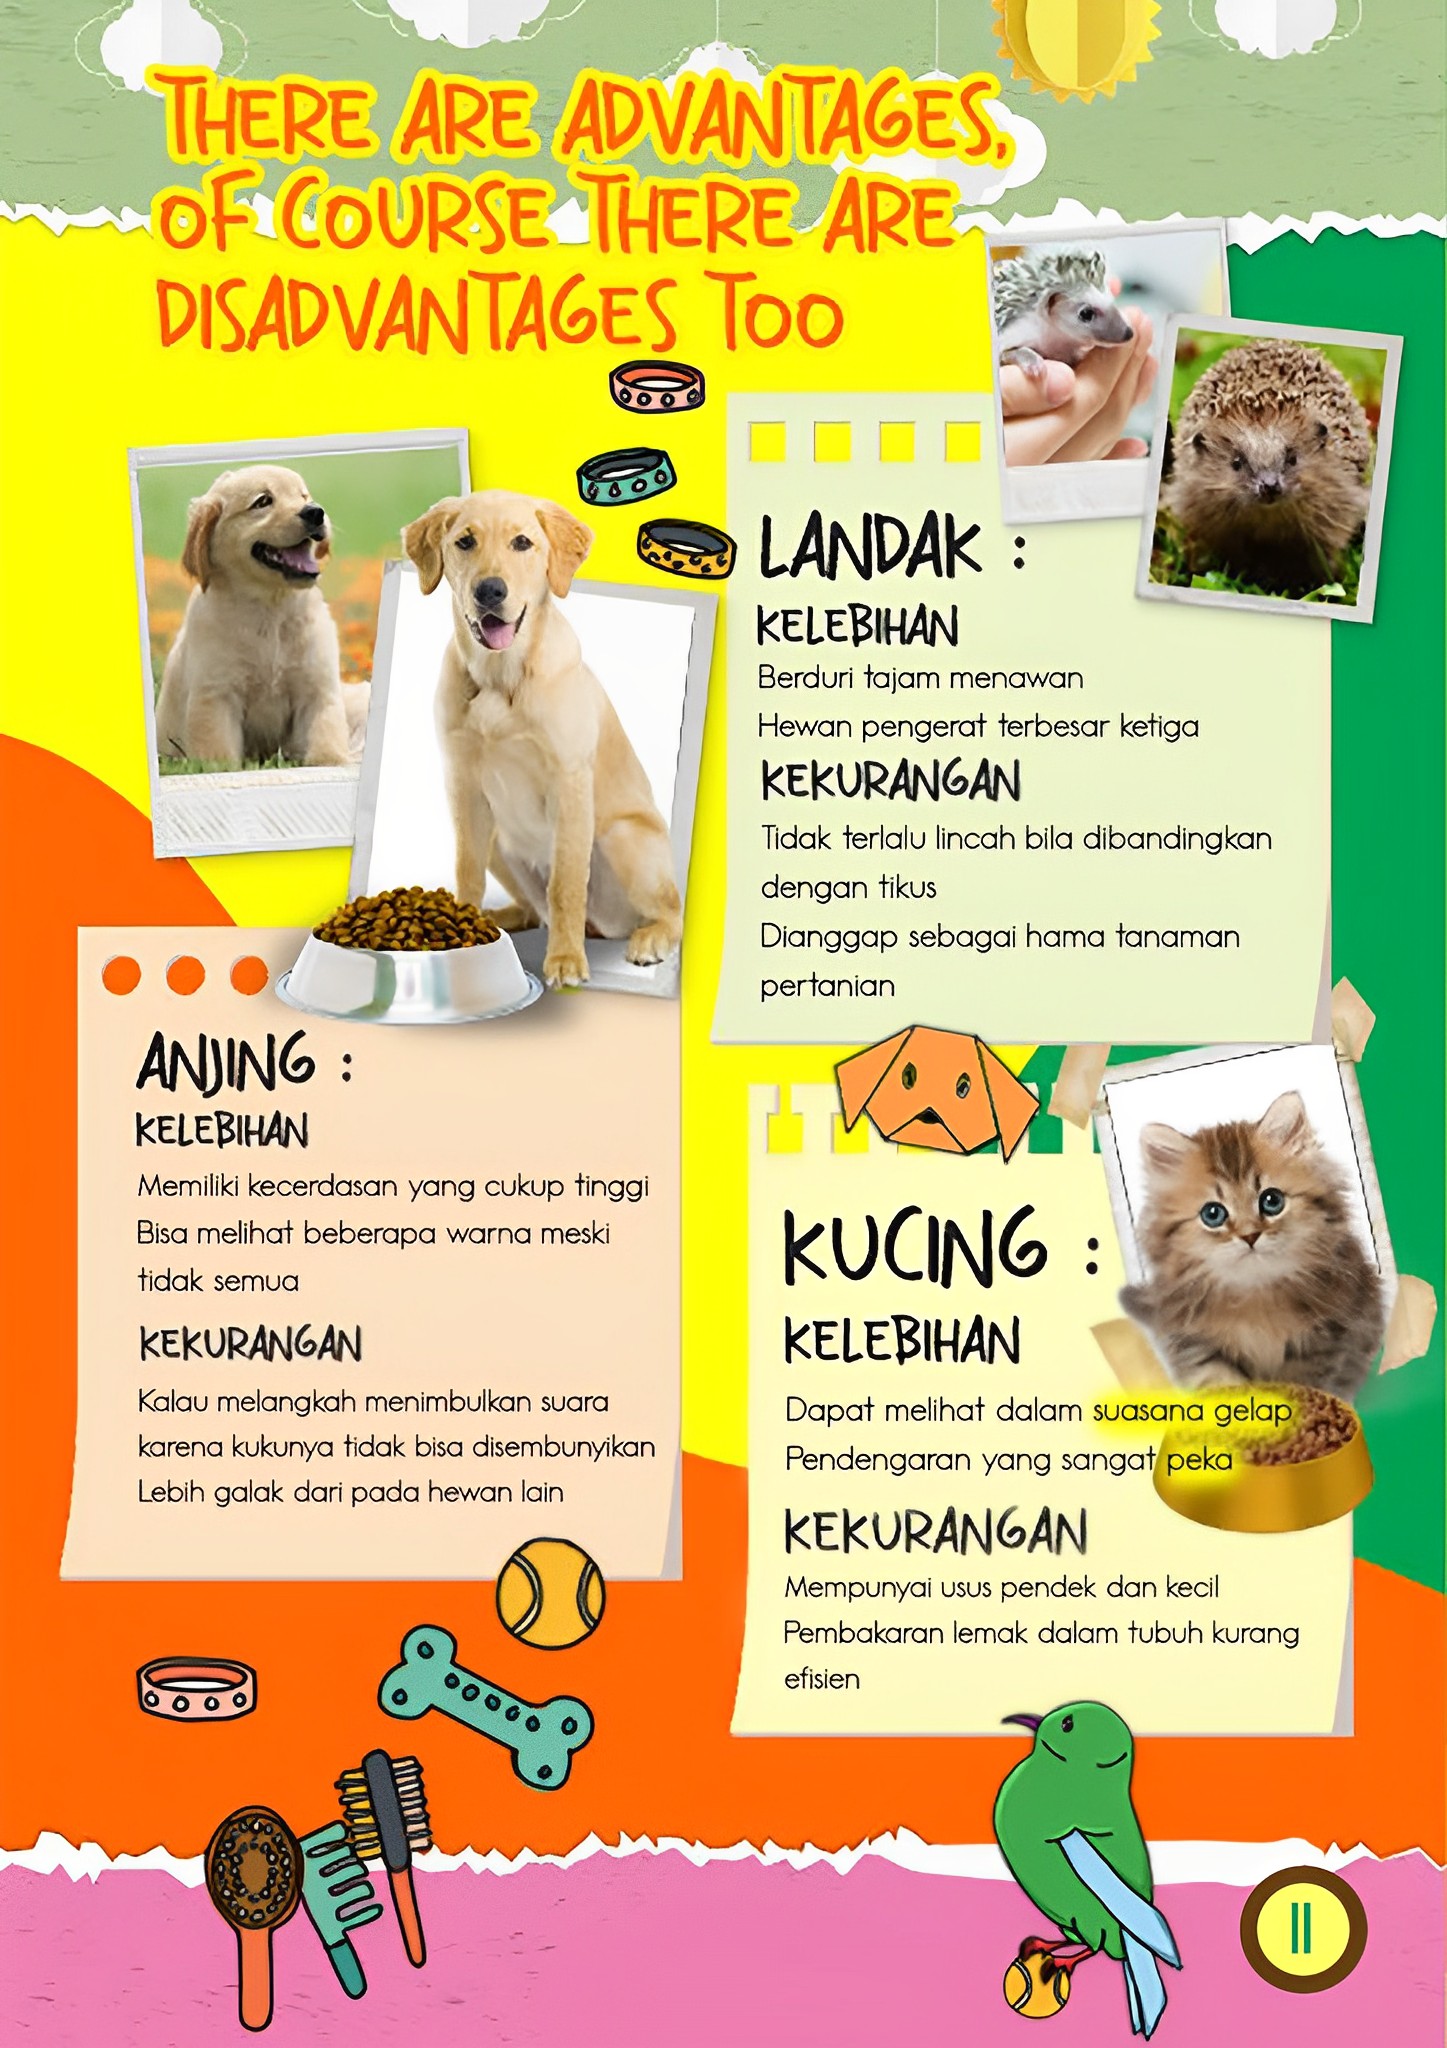 THERE ARE ADVANTAGES,
OF COURSE THERE ARE
DISADVANTAGES TOO
LANDAK :
KELEBIHAN
Berduri tajam menawan
Hewan pengerat terbesar ketiga
KEKURANGAN
Tidak terlalu lincah bila dibandingkan
dengan tikus
Dianggap sebagai hama tanaman
pertanian
ANJING :
KELEBIHAN
Memiliki kecerdasan yang cukup tinggi
Bisa melihat beberapa warna meski
tidak semua
KEKURANGAN
Kalau melangkah menimbulkan suara
karena kukunya tidak bisa disembunyikan
Lebih galak dari pada hewan lain
KUCING :
KELEBIHAN
Dapat melihat dalam suasana gelap
Pendengaran yang sangat peka
KEKURANGAN
Mempunyai usus pendek dan kecil
Pembakaran lemak dalam tubuh kurang
efisien
11